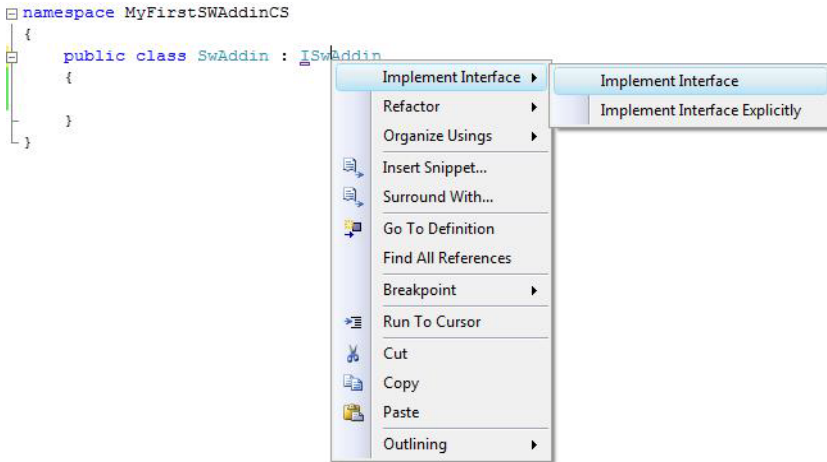 namespace MyFirstSWAddinCS
{
public class SwAddin : ISwAddin
{
}
}
Implement Interface
Refactor
Organize Usings
Insert Snippet...
Surround With...
Go To Definition
Find All References
Breakpoint
Run To Cursor
Cut
Copy
Paste
Outlining
Implement Interface
Implement Interface Explicitly